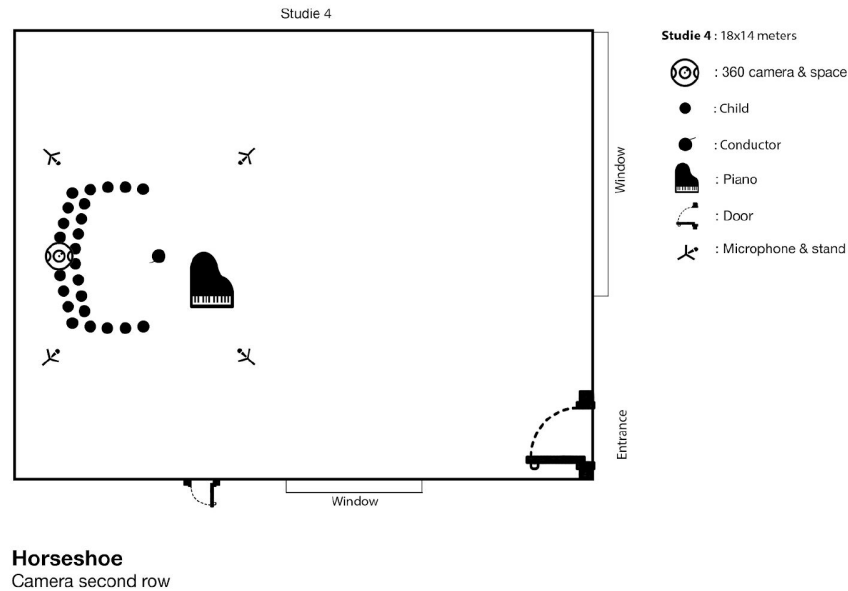 Studie 4
Studie 4 : 18x14 meters
: 360 camera & space
: Child
: Conductor
: Piano
: Door
: Microphone & stand
Window
Entrance
Window
Horseshoe
Camera second row